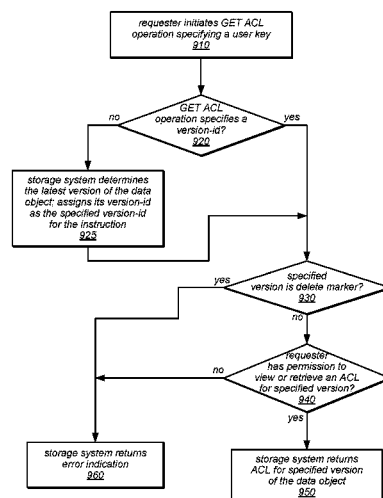 requester initiates GET ACL
operation specifying a user key
910
GET ACL
operation specifies a
version-id?
920
no
yes
storage system determines
the latest version of the data
object; assigns its version-id
as the specified version-id
for the instruction
925
specified
version is delete marker?
930
yes
no
requester
has permission to
view or retrieve an ACL
for specified version?
940
no
yes
storage system returns
error indication
960
storage system returns
ACL for specified version
of the data object
950